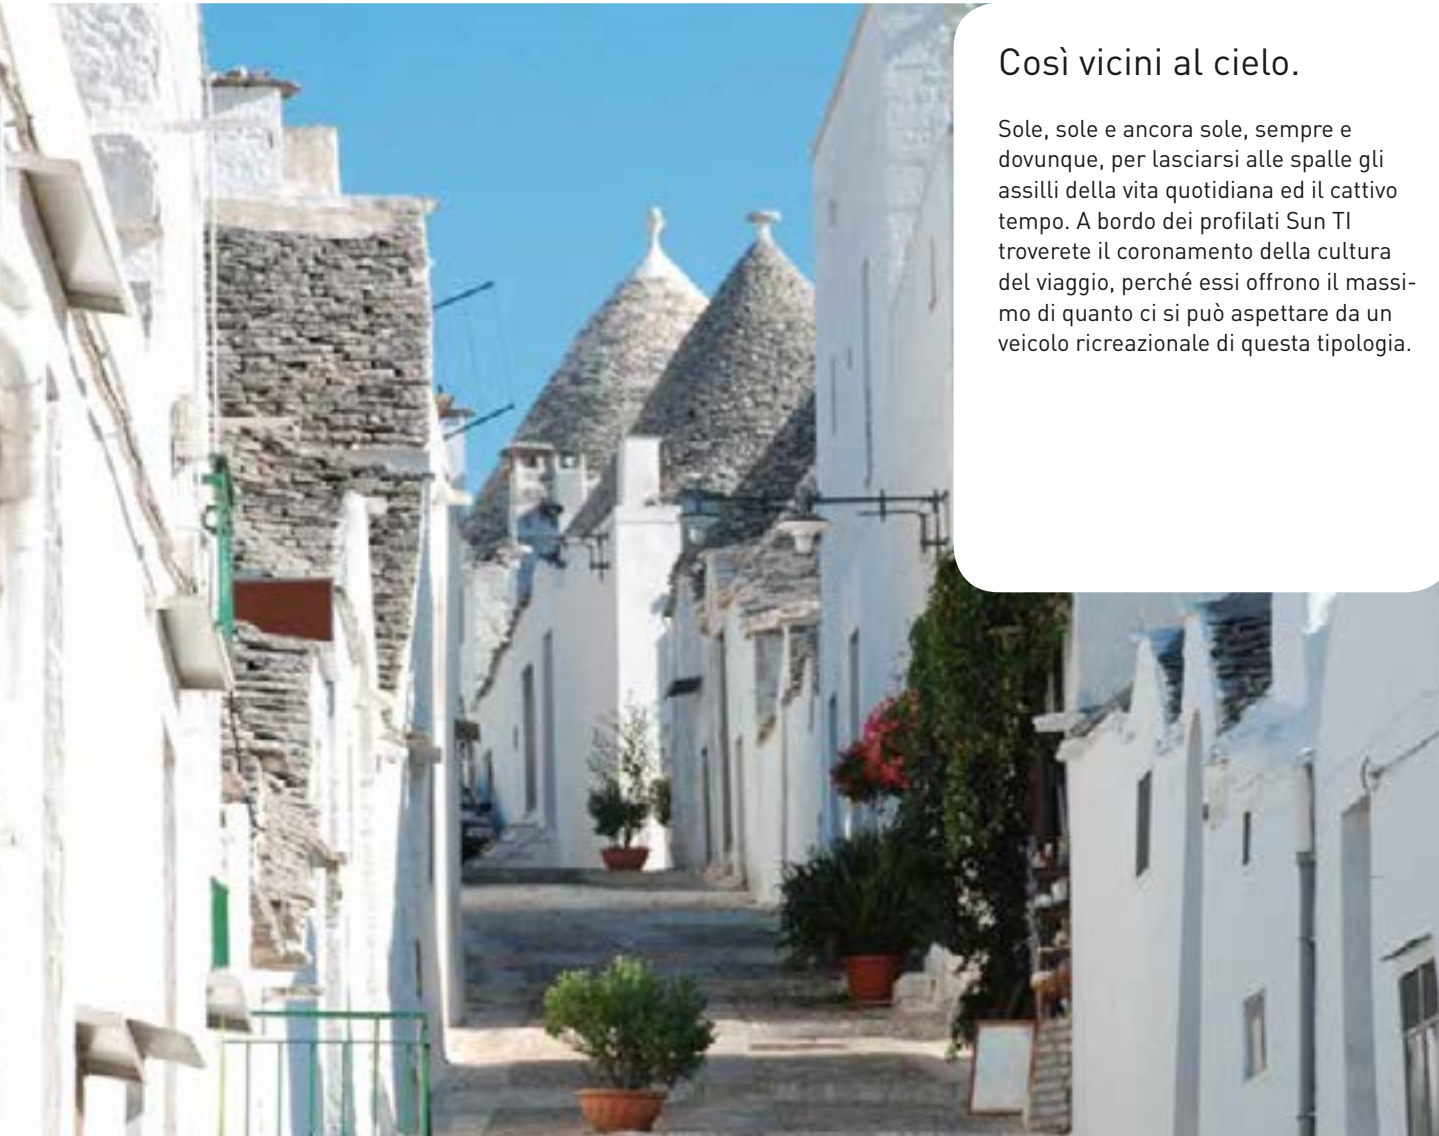 Così vicini al cielo.
Sole, sole e ancora sole, sempre e
dovunque, per lasciarsi alle spalle gli
assilli della vita quotidiana ed il cattivo
tempo. A bordo dei profilati Sun TI
troverete il coronamento della cultura
del viaggio, perché essi offrono il massi-
mo di quanto ci si può aspettare da un
veicolo ricreazionale di questa tipologia.